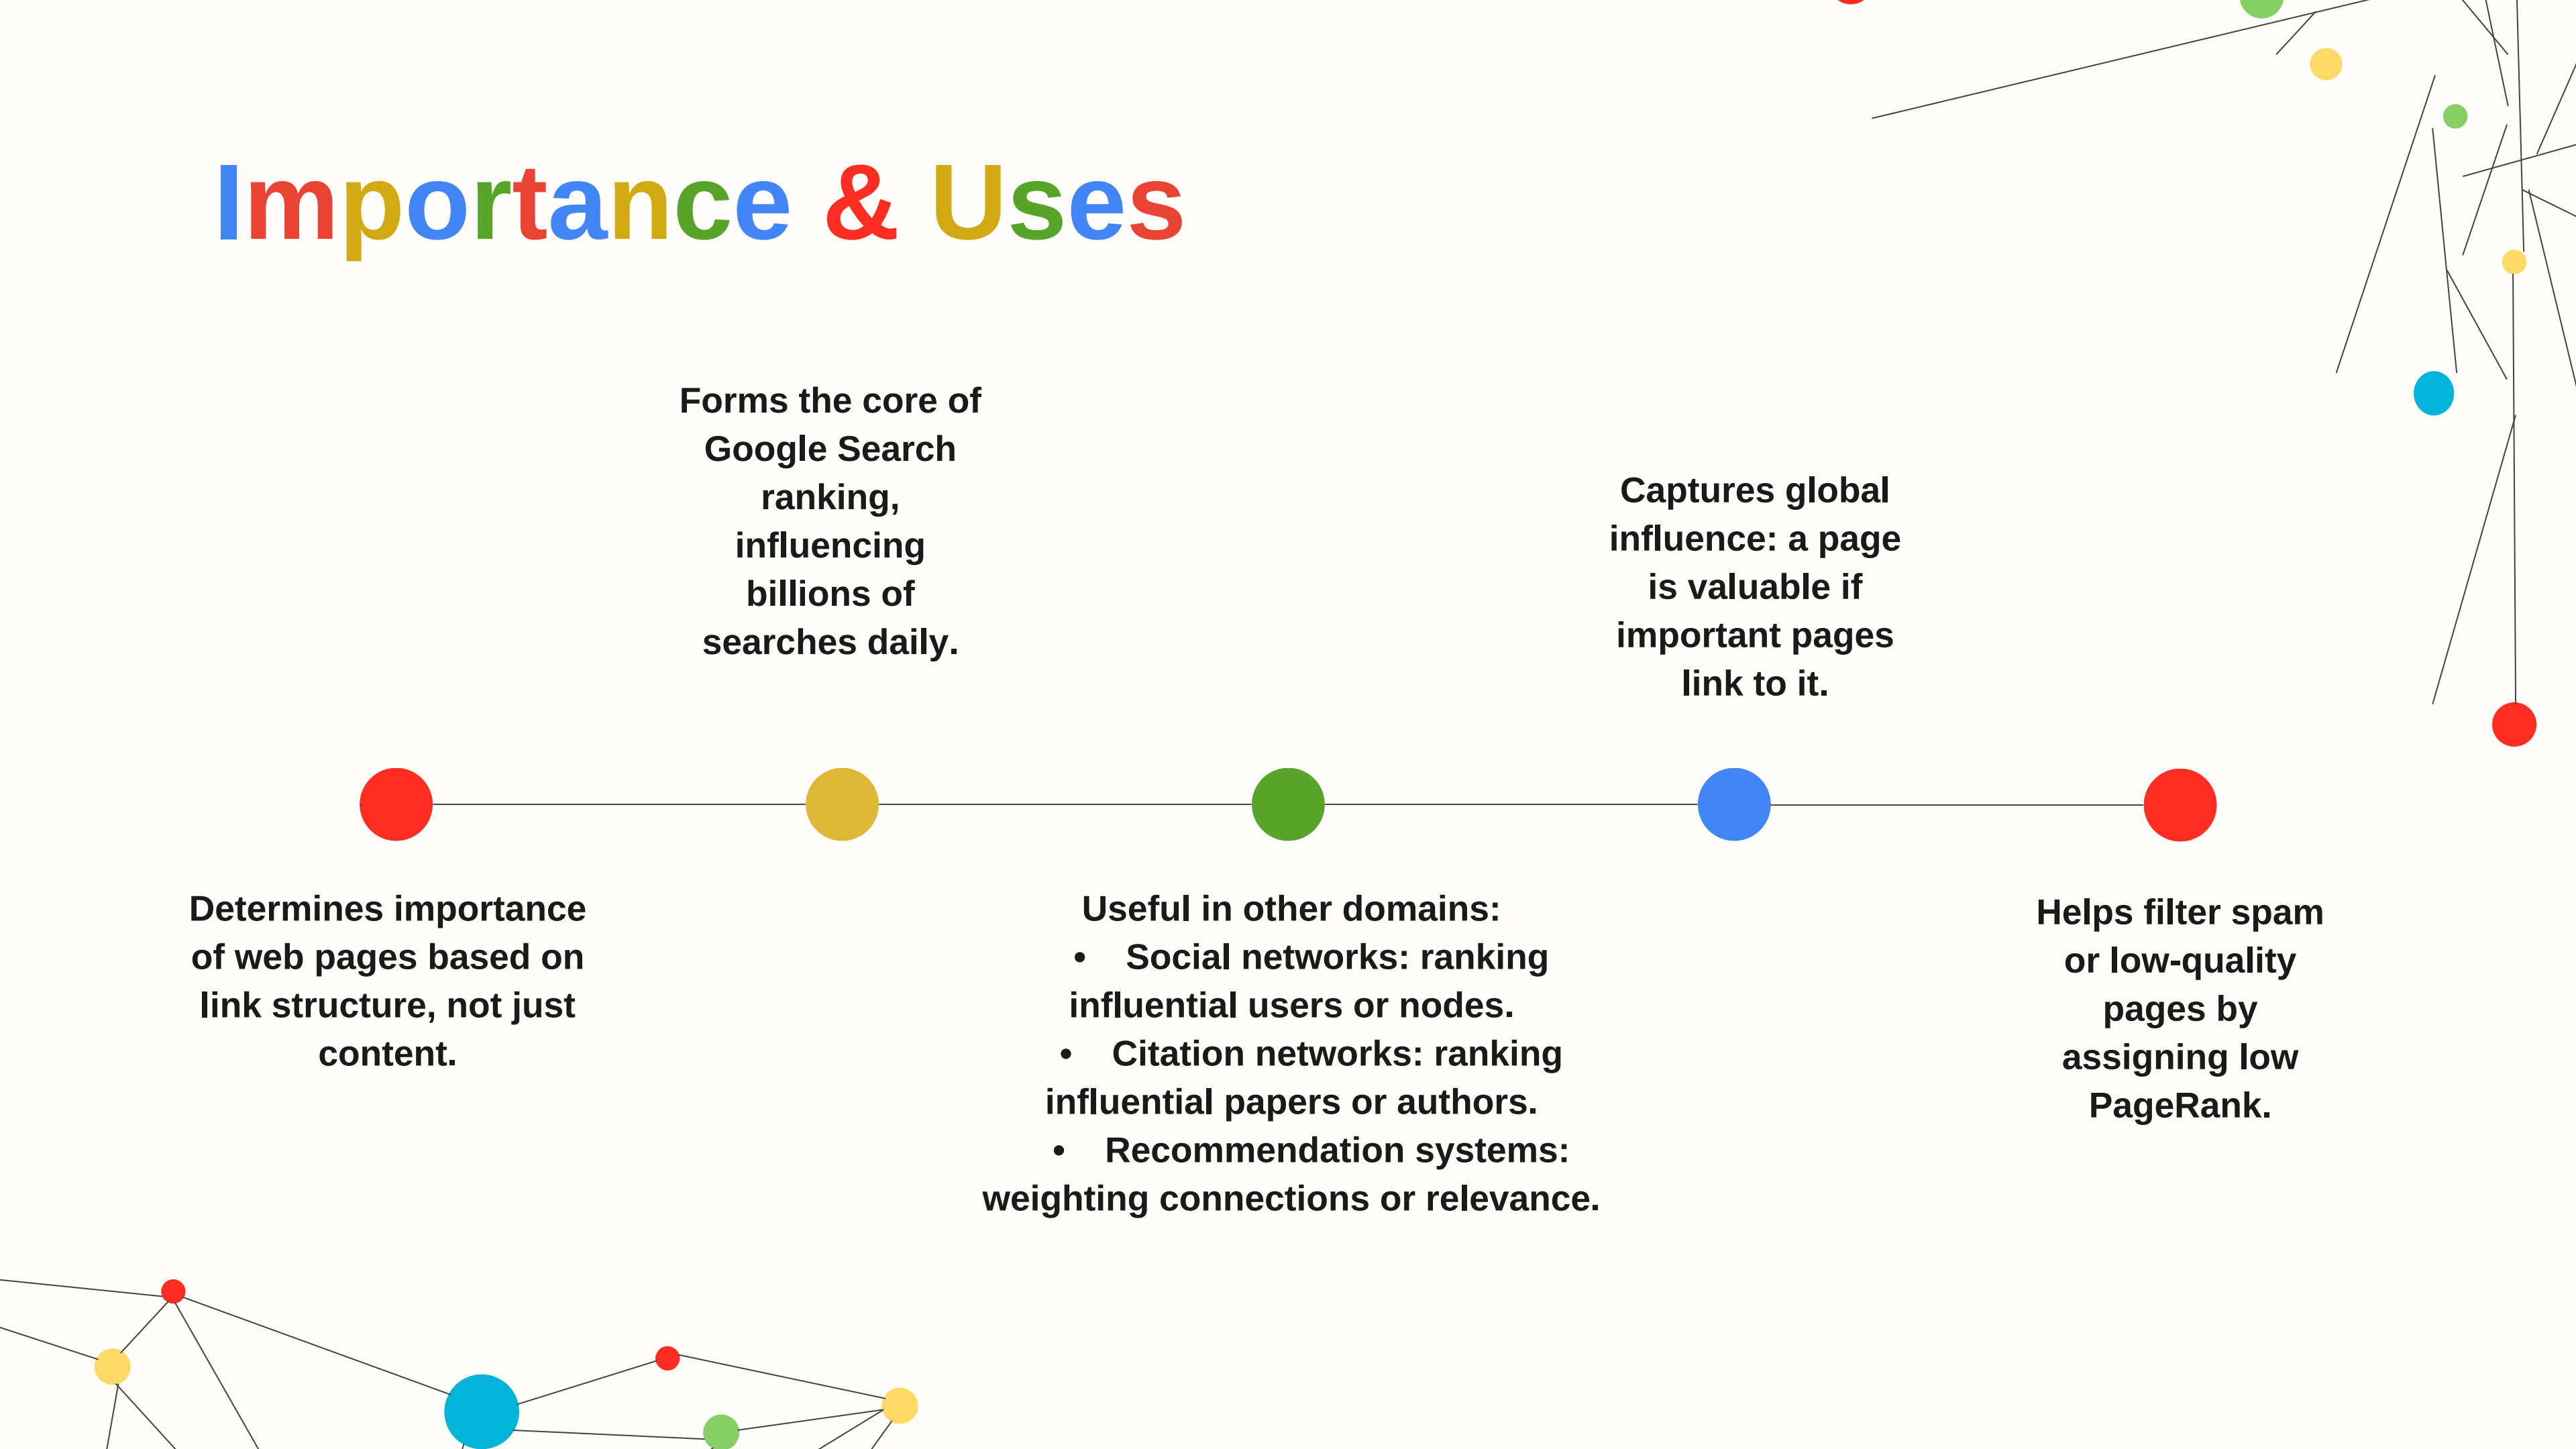 Importance & Uses
Forms the core of
Google Search
ranking,
influencing
billions of
searches daily.
Captures global
influence: a page
is valuable if
important pages
link to it.
Determines importance
of web pages based on
link structure, not just
content.
Useful in other domains:
• Social networks: ranking
influential users or nodes.
• Citation networks: ranking
influential papers or authors.
• Recommendation systems:
weighting connections or relevance.
Helps filter spam
or low-quality
pages by
assigning low
PageRank.